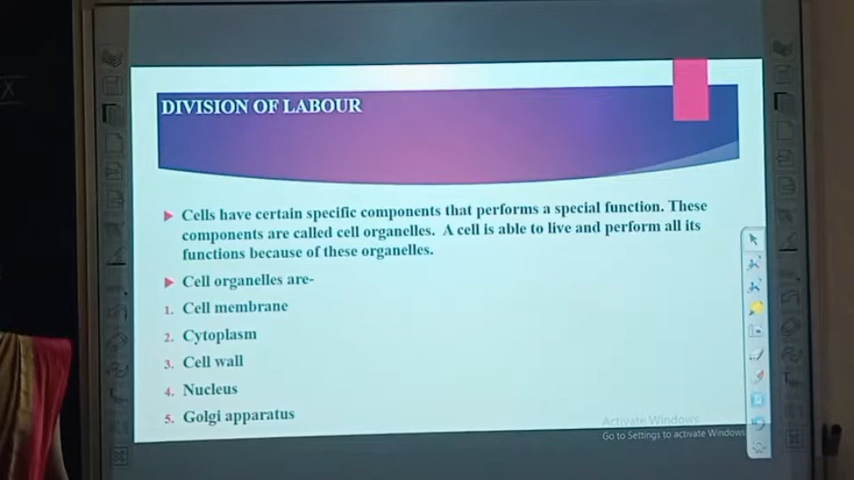 DIVISION OF LABOUR
Cells have certain specific components that performs a special function. These
components are called cell organelles. A cell is able to live and perform all its
functions because of these organelles.
Cell organelles are-
1. Cell membrane
2. Cytoplasm
3. Cell wall
4. Nucleus
5. Golgi apparatus
Activate Windows
Go to Settings to activate Windows